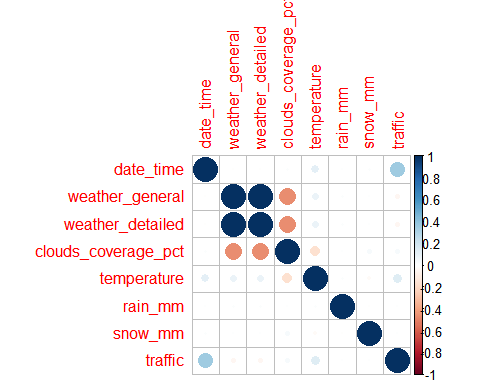 date_time
weather_general
weather_detailed
clouds_coverage_pct
temperature
rain_mm
snow_mm
traffic
date_time
weather_general
weather_detailed
clouds_coverage_pct
temperature
rain_mm
snow_mm
traffic
1
0.8
0.6
0.4
0.2
0
-0.2
-0.4
-0.6
-0.8
-1